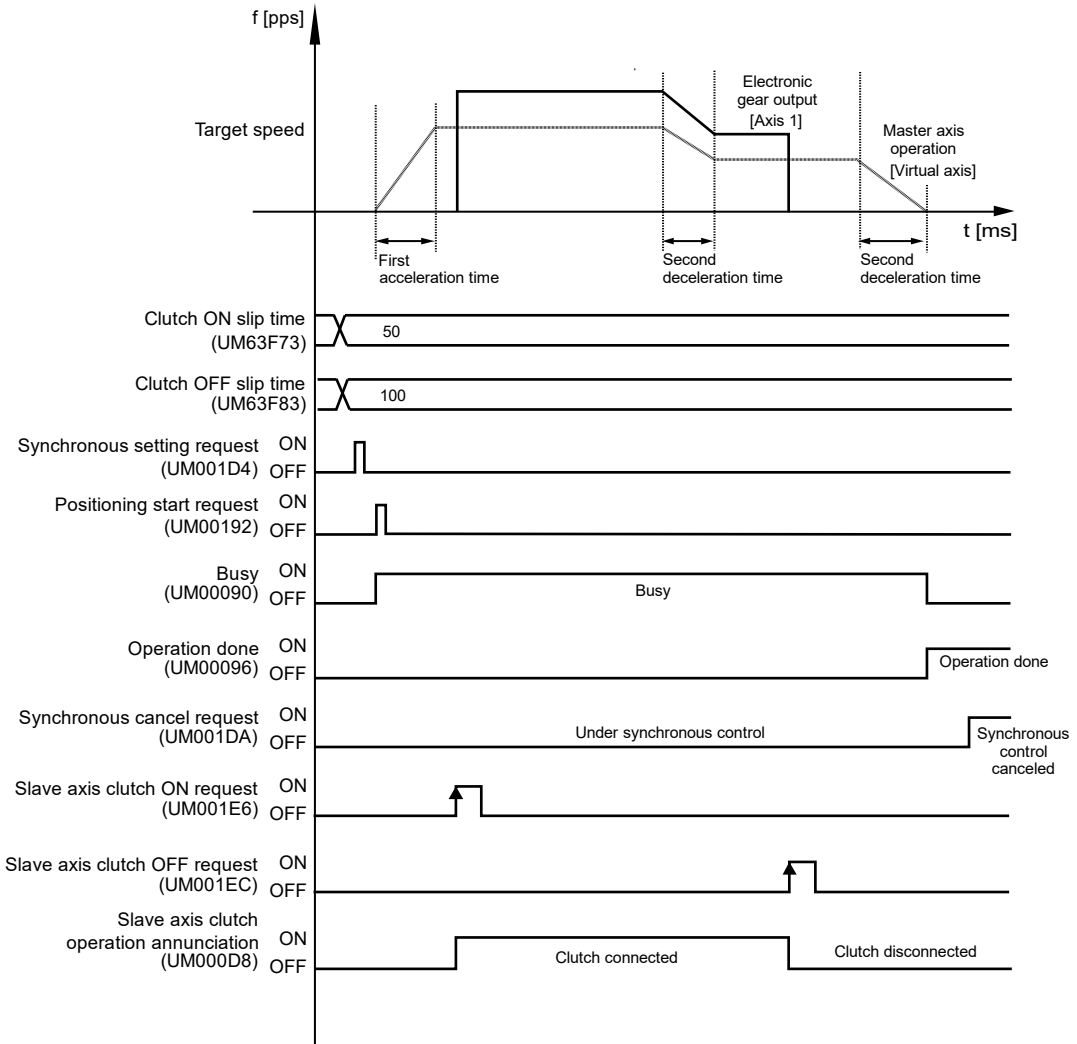 f [pps]
Target speed
Electronic
gear output
[Axis 1]
Master axis
operation
[Virtual axis]
t [ms]
First
acceleration time
Second
deceleration time
Second
deceleration time
Clutch ON slip time
(UM63F73)
50
Clutch OFF slip time
(UM63F83)
100
Synchronous setting request
(UM001D4)
ON
OFF
Positioning start request
(UM00192)
ON
OFF
Busy
(UM00090)
ON
OFF
Busy
Operation done
(UM00096)
ON
OFF
Operation done
Synchronous cancel request
(UM001DA)
ON
OFF
Under synchronous control
Synchronous
control
canceled
Slave axis clutch ON request
(UM001E6)
ON
OFF
Slave axis clutch OFF request
(UM001EC)
ON
OFF
Slave axis clutch
operation annunciation
(UM000D8)
ON
OFF
Clutch connected
Clutch disconnected